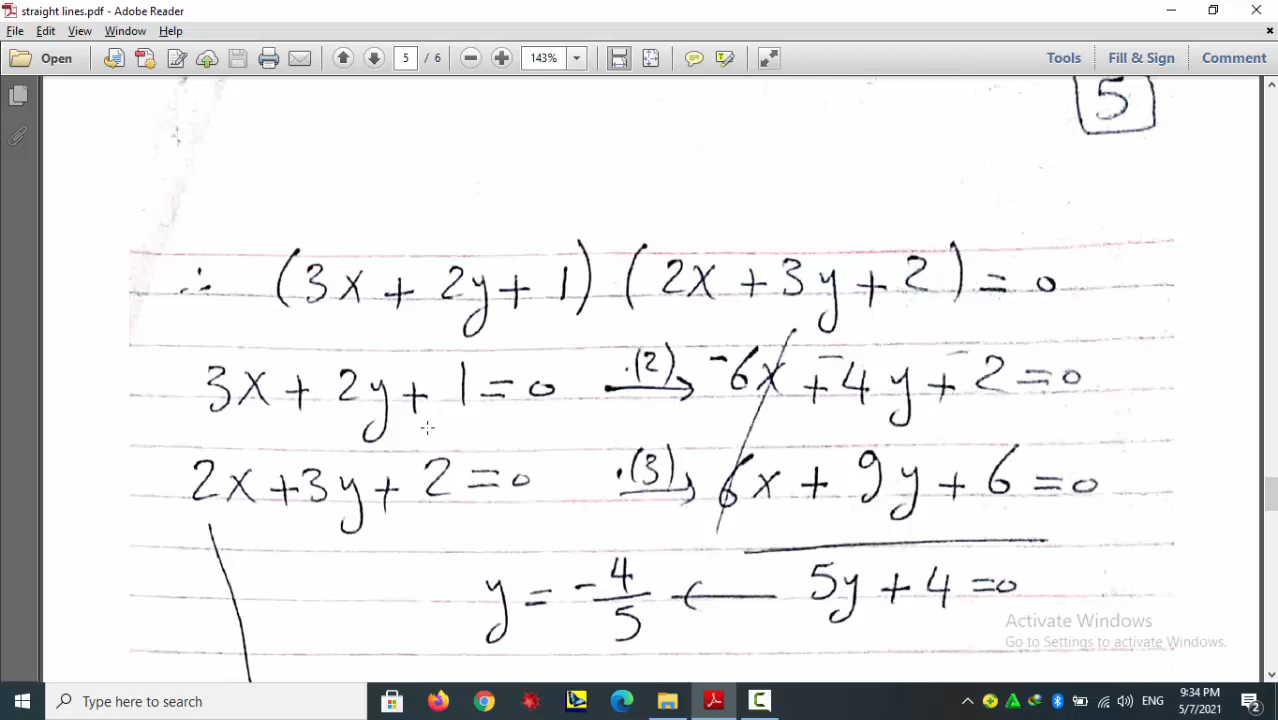 straight lines.pdf - Adobe Reader
File Edit View Window Help
Open 5 / 6 143% Tools Fill & Sign Comment
5
∴ (3x + 2y + 1) (2x + 3y + 2) = 0
3x + 2y + 1 = 0 .(2)→ -6x +̄ 4y +̄ 2 = 0
2x + 3y + 2 = 0 .(3)→ 6x + 9y + 6 = 0
y = -4/5 ← 5y + 4 = 0
Activate Windows
Go to Settings to activate Windows.
Type here to search
ENG
9:34 PM
5/7/2021
2